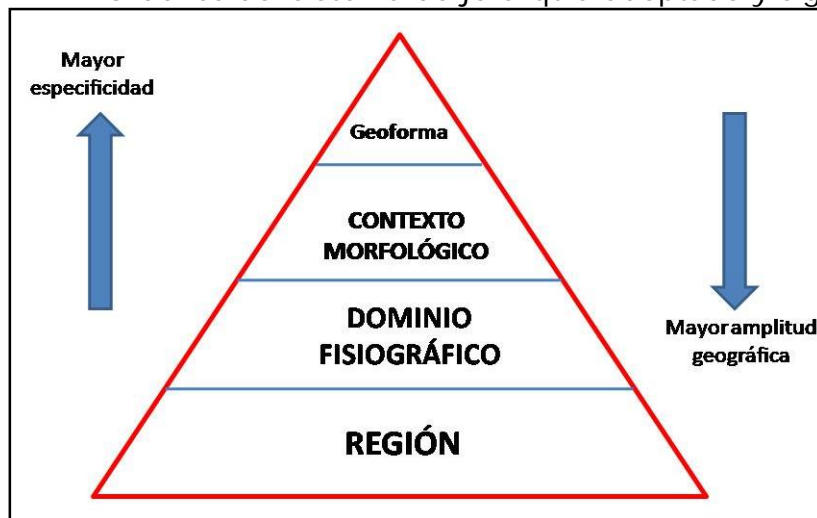 Mayor
especificidad
Geoforma
CONTEXTO
MORFOLÓGICO
DOMINIO
FISIOGRÁFICO
REGIÓN
Mayor amplitud
geográfica